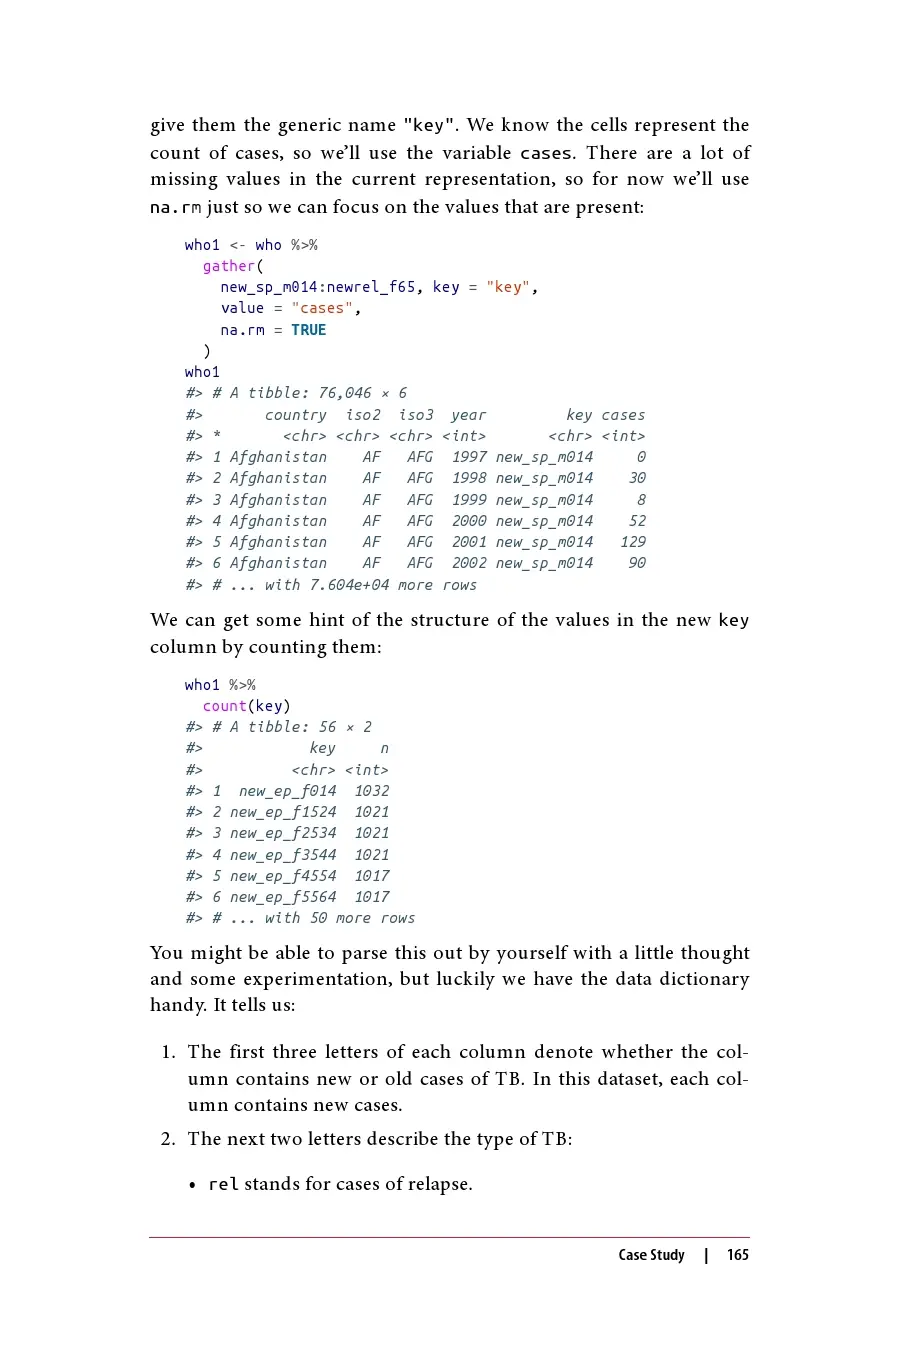 give them the generic name "key". We know the cells represent the
count of cases, so we’ll use the variable cases. There are a lot of
missing values in the current representation, so for now we’ll use
na.rm just so we can focus on the values that are present:
who1 <- who %>%
  gather(
    new_sp_m014:newrel_f65, key = "key",
    value = "cases",
    na.rm = TRUE
  )
who1
#> # A tibble: 76,046 × 6
#>       country  iso2  iso3  year         key cases
#> *       <chr> <chr> <chr> <int>       <chr> <int>
#> 1 Afghanistan    AF   AFG  1997 new_sp_m014     0
#> 2 Afghanistan    AF   AFG  1998 new_sp_m014    30
#> 3 Afghanistan    AF   AFG  1999 new_sp_m014     8
#> 4 Afghanistan    AF   AFG  2000 new_sp_m014    52
#> 5 Afghanistan    AF   AFG  2001 new_sp_m014   129
#> 6 Afghanistan    AF   AFG  2002 new_sp_m014    90
#> # ... with 7.604e+04 more rows
We can get some hint of the structure of the values in the new key
column by counting them:
who1 %>%
  count(key)
#> # A tibble: 56 × 2
#>            key     n
#>          <chr> <int>
#> 1  new_ep_f014  1032
#> 2 new_ep_f1524  1021
#> 3 new_ep_f2534  1021
#> 4 new_ep_f3544  1021
#> 5 new_ep_f4554  1017
#> 6 new_ep_f5564  1017
#> # ... with 50 more rows
You might be able to parse this out by yourself with a little thought
and some experimentation, but luckily we have the data dictionary
handy. It tells us:
1. The first three letters of each column denote whether the col-
umn contains new or old cases of TB. In this dataset, each col-
umn contains new cases.
2. The next two letters describe the type of TB:
• rel stands for cases of relapse.
Case Study | 165